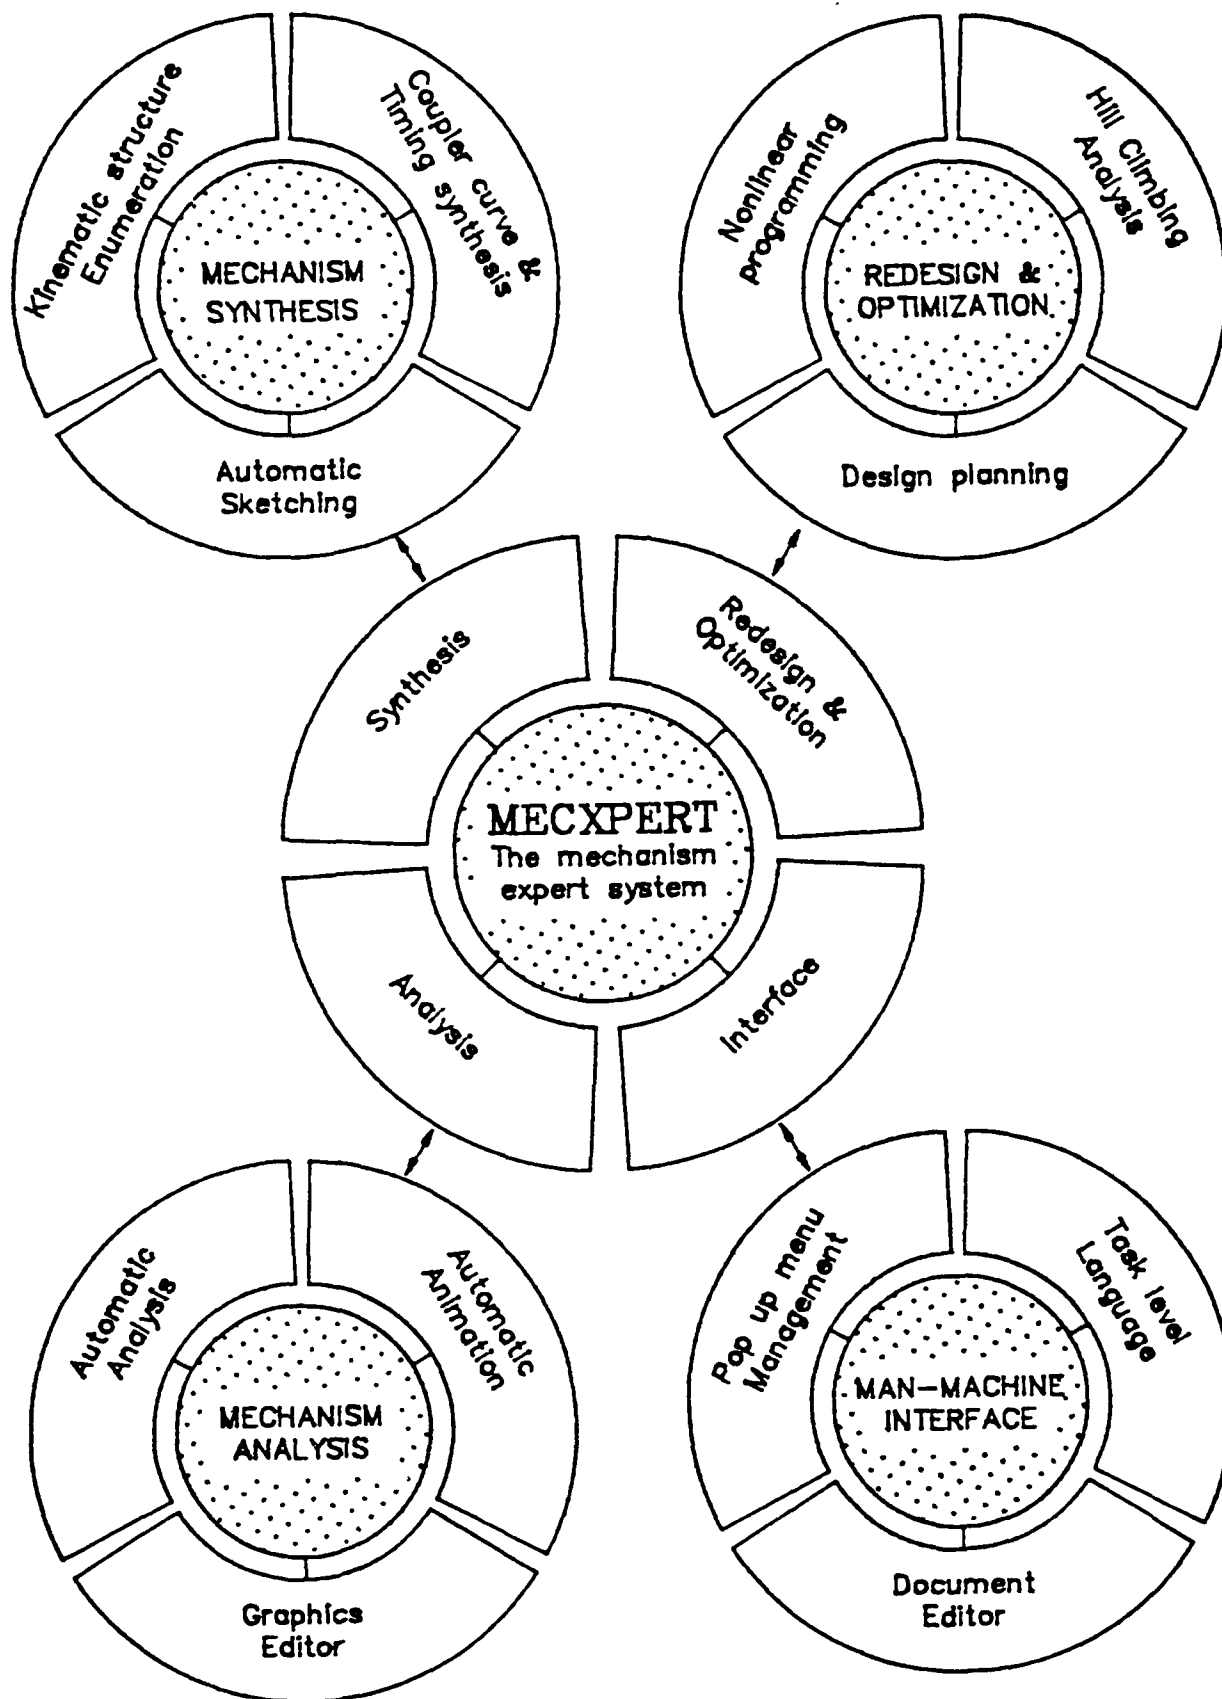 Kinematic structure
Enumeration
Coupler curve &
Timing synthesis
MECHANISM
SYNTHESIS
Automatic
Sketching
Nonlinear
programming
Hill Climbing
Analysis
REDESIGN &
OPTIMIZATION
Design planning
Synthesis
Redesign &
Optimization
MECXPERT
The mechanism
expert system
Analysis
Interface
Automatic
Analysis
Automatic
Animation
MECHANISM
ANALYSIS
Graphics
Editor
Pop up menu
Management
Task level
Language
MAN-MACHINE
INTERFACE
Document
Editor